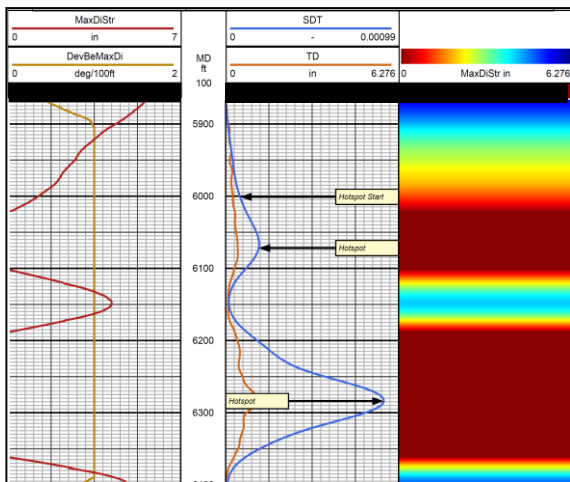 MaxDiStr
0 in 7
DevBeMaxDi
0 deg/100ft 2
MD
ft
100
SDT
0 - 0.00099
TD
0 in 6.276
0 MaxDiStr in 6.276
5900
6000
6100
6200
6300
Hotspot Start
Hotspot
Hotspot